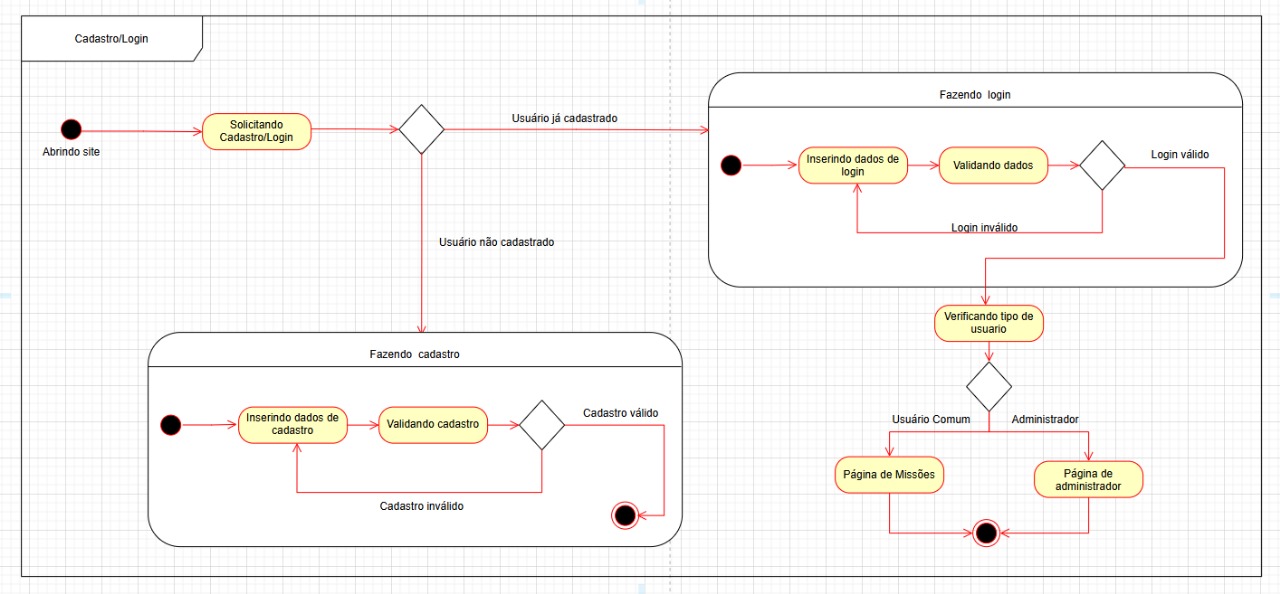 Cadastro/Login
Abrindo site
Solicitando
Cadastro/Login
Usuário já cadastrado
Usuário não cadastrado
Fazendo login
Inserindo dados de
login
Validando dados
Login válido
Login inválido
Verificando tipo de
usuario
Usuário Comum
Administrador
Página de Missões
Página de
administrador
Fazendo cadastro
Inserindo dados de
cadastro
Validando cadastro
Cadastro válido
Cadastro inválido